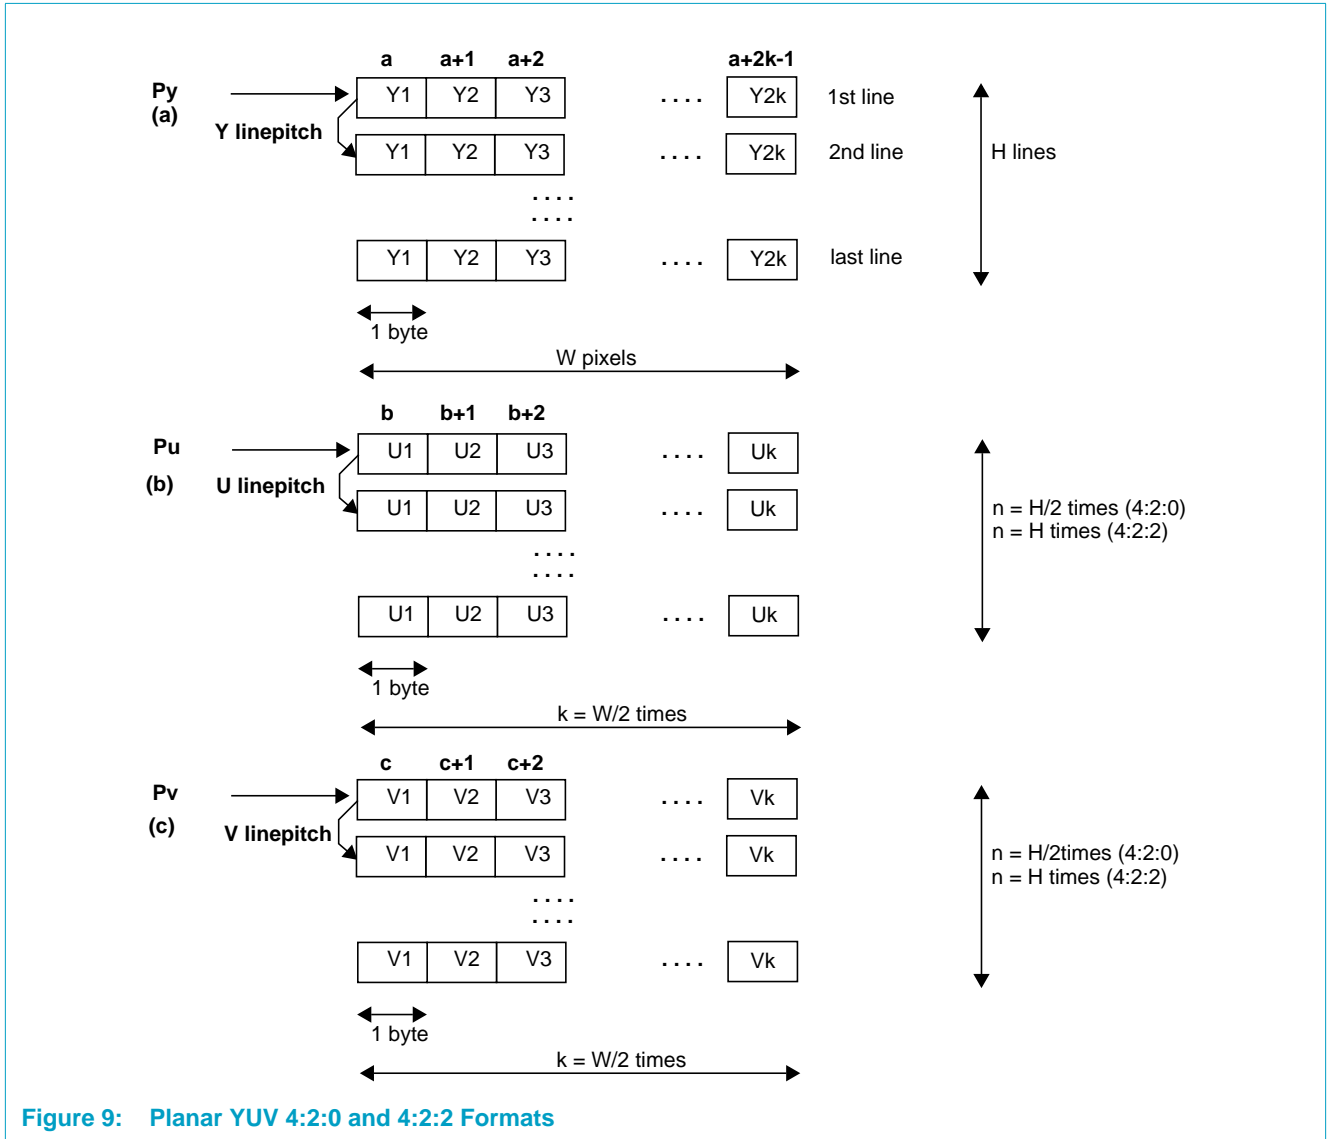 a a+1 a+2 a+2k-1
Py Y1 Y2 Y3 .... Y2k 1st line
(a)
Y linepitch
Y1 Y2 Y3 .... Y2k 2nd line H lines
....
....
Y1 Y2 Y3 .... Y2k last line
1 byte
W pixels
b b+1 b+2
Pu U1 U2 U3 .... Uk
(b) U linepitch
U1 U2 U3 .... Uk n = H/2 times (4:2:0)
n = H times (4:2:2)
....
....
U1 U2 U3 .... Uk
1 byte
k = W/2 times
c c+1 c+2
Pv V1 V2 V3 .... Vk
(c) V linepitch
V1 V2 V3 .... Vk n = H/2times (4:2:0)
n = H times (4:2:2)
....
....
V1 V2 V3 .... Vk
1 byte
k = W/2 times
Figure 9: Planar YUV 4:2:0 and 4:2:2 Formats